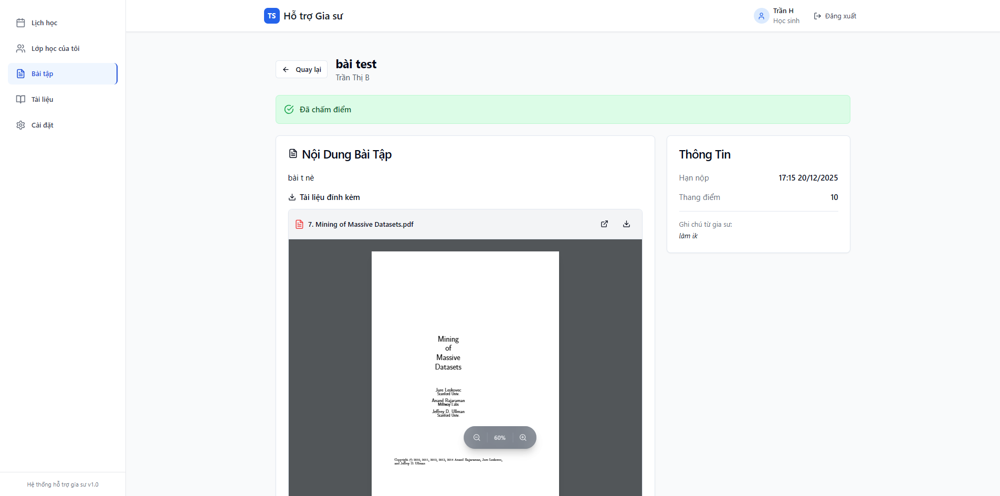 Lịch học
Lớp học của tôi
Bài tập
Tài liệu
Cài đặt
Hệ thống hỗ trợ gia sư v1.0
TS Hỗ trợ Gia sư
Trần H
Học sinh
Đăng xuất
Quay lại
bài test
Trần Thị B
Đã chấm điểm
Nội Dung Bài Tập
bài t nè
Tài liệu đính kèm
7. Mining of Massive Datasets.pdf
Mining
of
Massive
Datasets
Jure Leskovec
Stanford Univ.
Anand Rajaraman
Milliway Labs
Jeffrey D. Ullman
Stanford Univ.
60%
Copyright © 2010, 2011, 2012, 2013, 2014 Anand Rajaraman, Jure Leskovec,
and Jeffrey D. Ullman
Thông Tin
Hạn nộp 17:15 20/12/2025
Thang điểm 10
Ghi chú từ gia sư:
làm ik